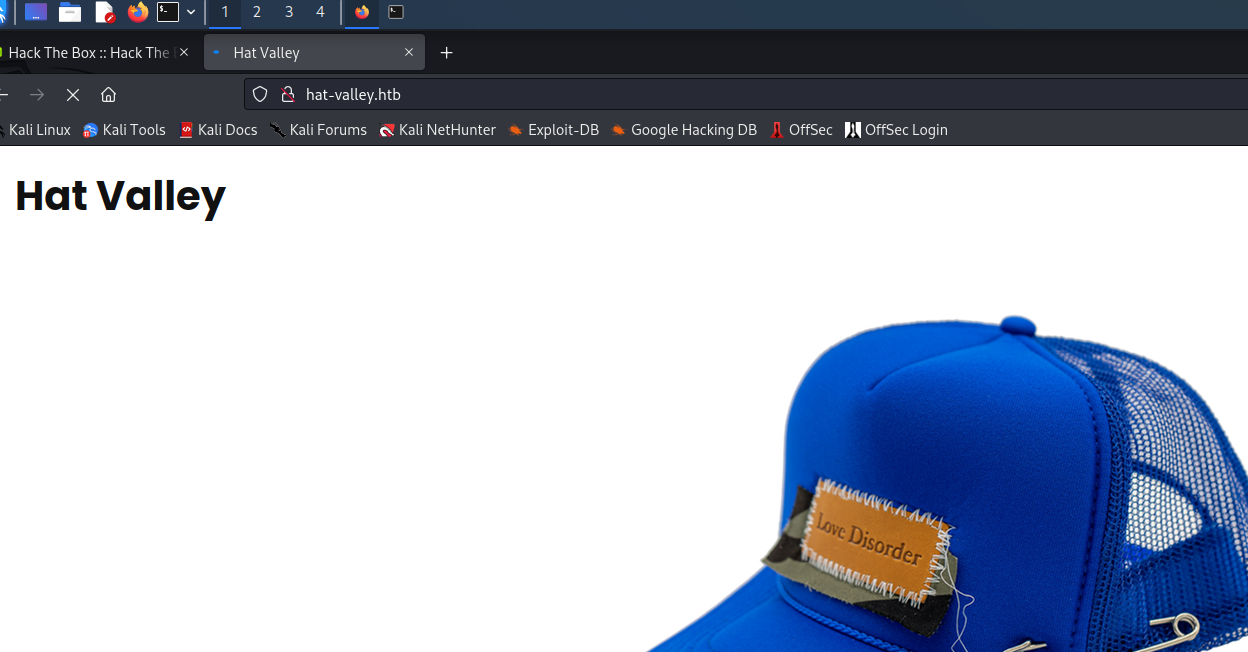 1 2 3 4
Hack The Box :: Hack The
Hat Valley
hat-valley.htb
Kali Linux Kali Tools Kali Docs Kali Forums Kali NetHunter Exploit-DB Google Hacking DB OffSec OffSec Login
Hat Valley
Love Disorder